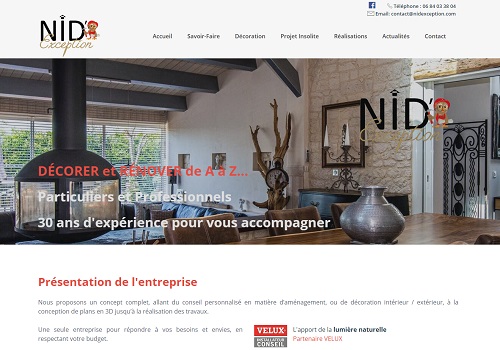 Téléphone : 06 84 03 38 04
Email: contact@nidexception.com
NÎD'
Exception
Accueil Savoir-Faire Décoration Projet Insolite Réalisations Actualités Contact
NÎD'
Exception
DÉCORER et RÉNOVER de A à Z...
Particuliers et Professionnels
30 ans d'expérience pour vous accompagner
Présentation de l'entreprise
Nous proposons un concept complet, allant du conseil personnalisé en matière d'aménagement, ou de décoration intérieur / extérieur, à la
conception de plans en 3D jusqu'à la réalisation des travaux.
Une seule entreprise pour répondre à vos besoins et envies, en
respectant votre budget.
VELUX
INSTALLATEUR
CONSEIL
L'apport de la lumière naturelle
Partenaire VELUX